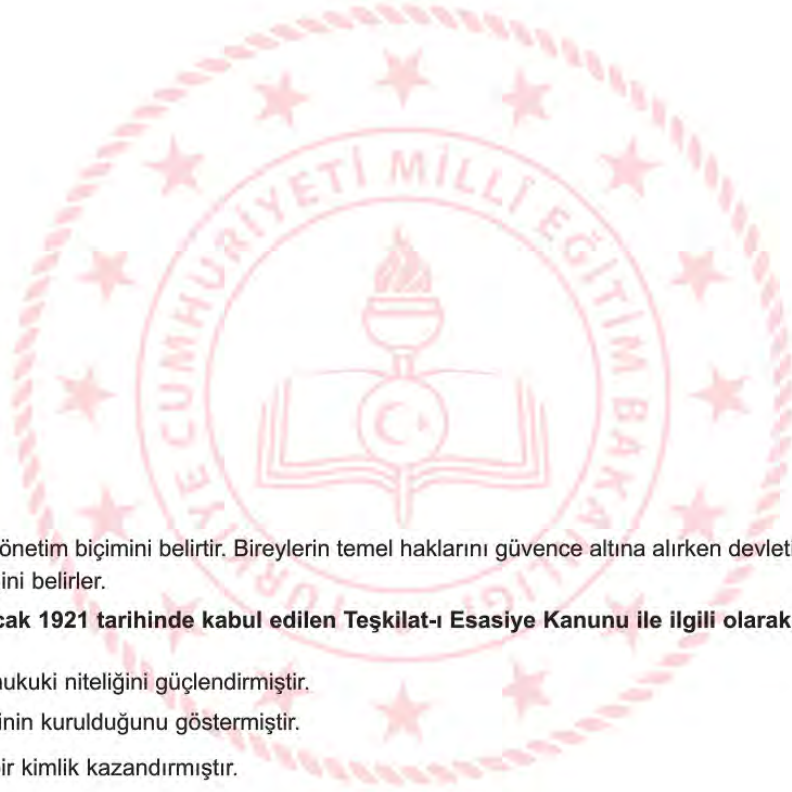 TÜRKİYE CUMHURİYETİ MİLLÎ EĞİTİM BAKANLIĞI
önetim biçimini belirtir. Bireylerin temel haklarını güvence altına alırken devleti
ini belirler.
cak 1921 tarihinde kabul edilen Teşkilat-ı Esasiye Kanunu ile ilgili olarak
hukuki niteliğini güçlendirmiştir.
inin kurulduğunu göstermiştir.
ir kimlik kazandırmıştır.